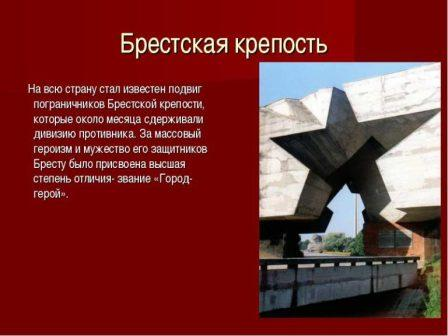 Брестская крепость
На всю страну стал известен подвиг
пограничников Брестской крепости,
которые около месяца сдерживали
дивизию противника. За массовый
героизм и мужество его защитников
Бресту было присвоена высшая
степень отличия- звание «Город-
герой».